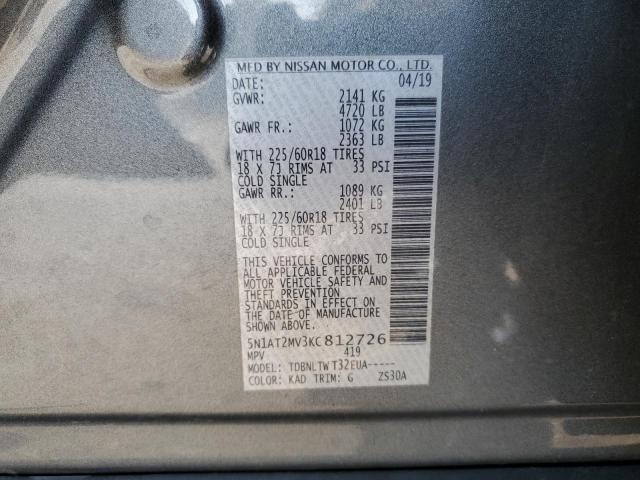 MFD BY NISSAN MOTOR CO., LTD.
DATE: 04/19
GVWR: 2141 KG
4720 LB
GAWR FR.: 1072 KG
2363 LB
WITH 225/60R18 TIRES
18 X 7J RIMS AT 33 PSI
COLD SINGLE
GAWR RR.: 1089 KG
2401 LB
WITH 225/60R18 TIRES
18 X 7J RIMS AT 33 PSI
COLD SINGLE
THIS VEHICLE CONFORMS TO
ALL APPLICABLE FEDERAL
MOTOR VEHICLE SAFETY AND
THEFT PREVENTION
STANDARDS IN EFFECT ON
THE DATE OF MANUFACTURE
SHOWN ABOVE.
5N1AT2MV3KC812726
MPV 419
MODEL: TDBNLTW T32EUA-----
COLOR: KAD TRIM: G ZS30A